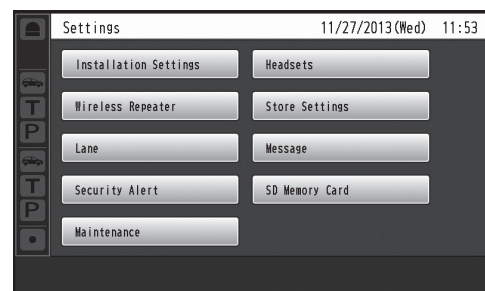 Settings 11/27/2013(Wed) 11:53
Installation Settings Headsets
T
Wireless Repeater Store Settings
P
Lane Message
T
Security Alert SD Memory Card
P
Maintenance